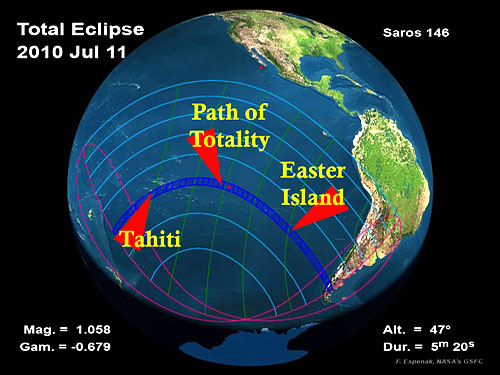 Total Eclipse
2010 Jul 11
Saros 146
Path of
Totality
Easter
Island
Tahiti
Mag. = 1.058
Gam. = -0.679
Alt. = 47°
Dur. = 5m 20s
F. Espenak, NASA's GSFC